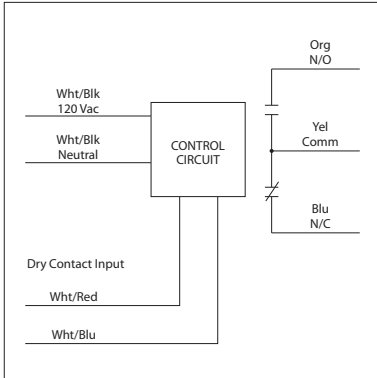 Org
N/O
Wht/Blk
120 Vac
Wht/Blk
Neutral
CONTROL
CIRCUIT
Yel
Comm
Blu
N/C
Dry Contact Input
Wht/Red
Wht/Blu